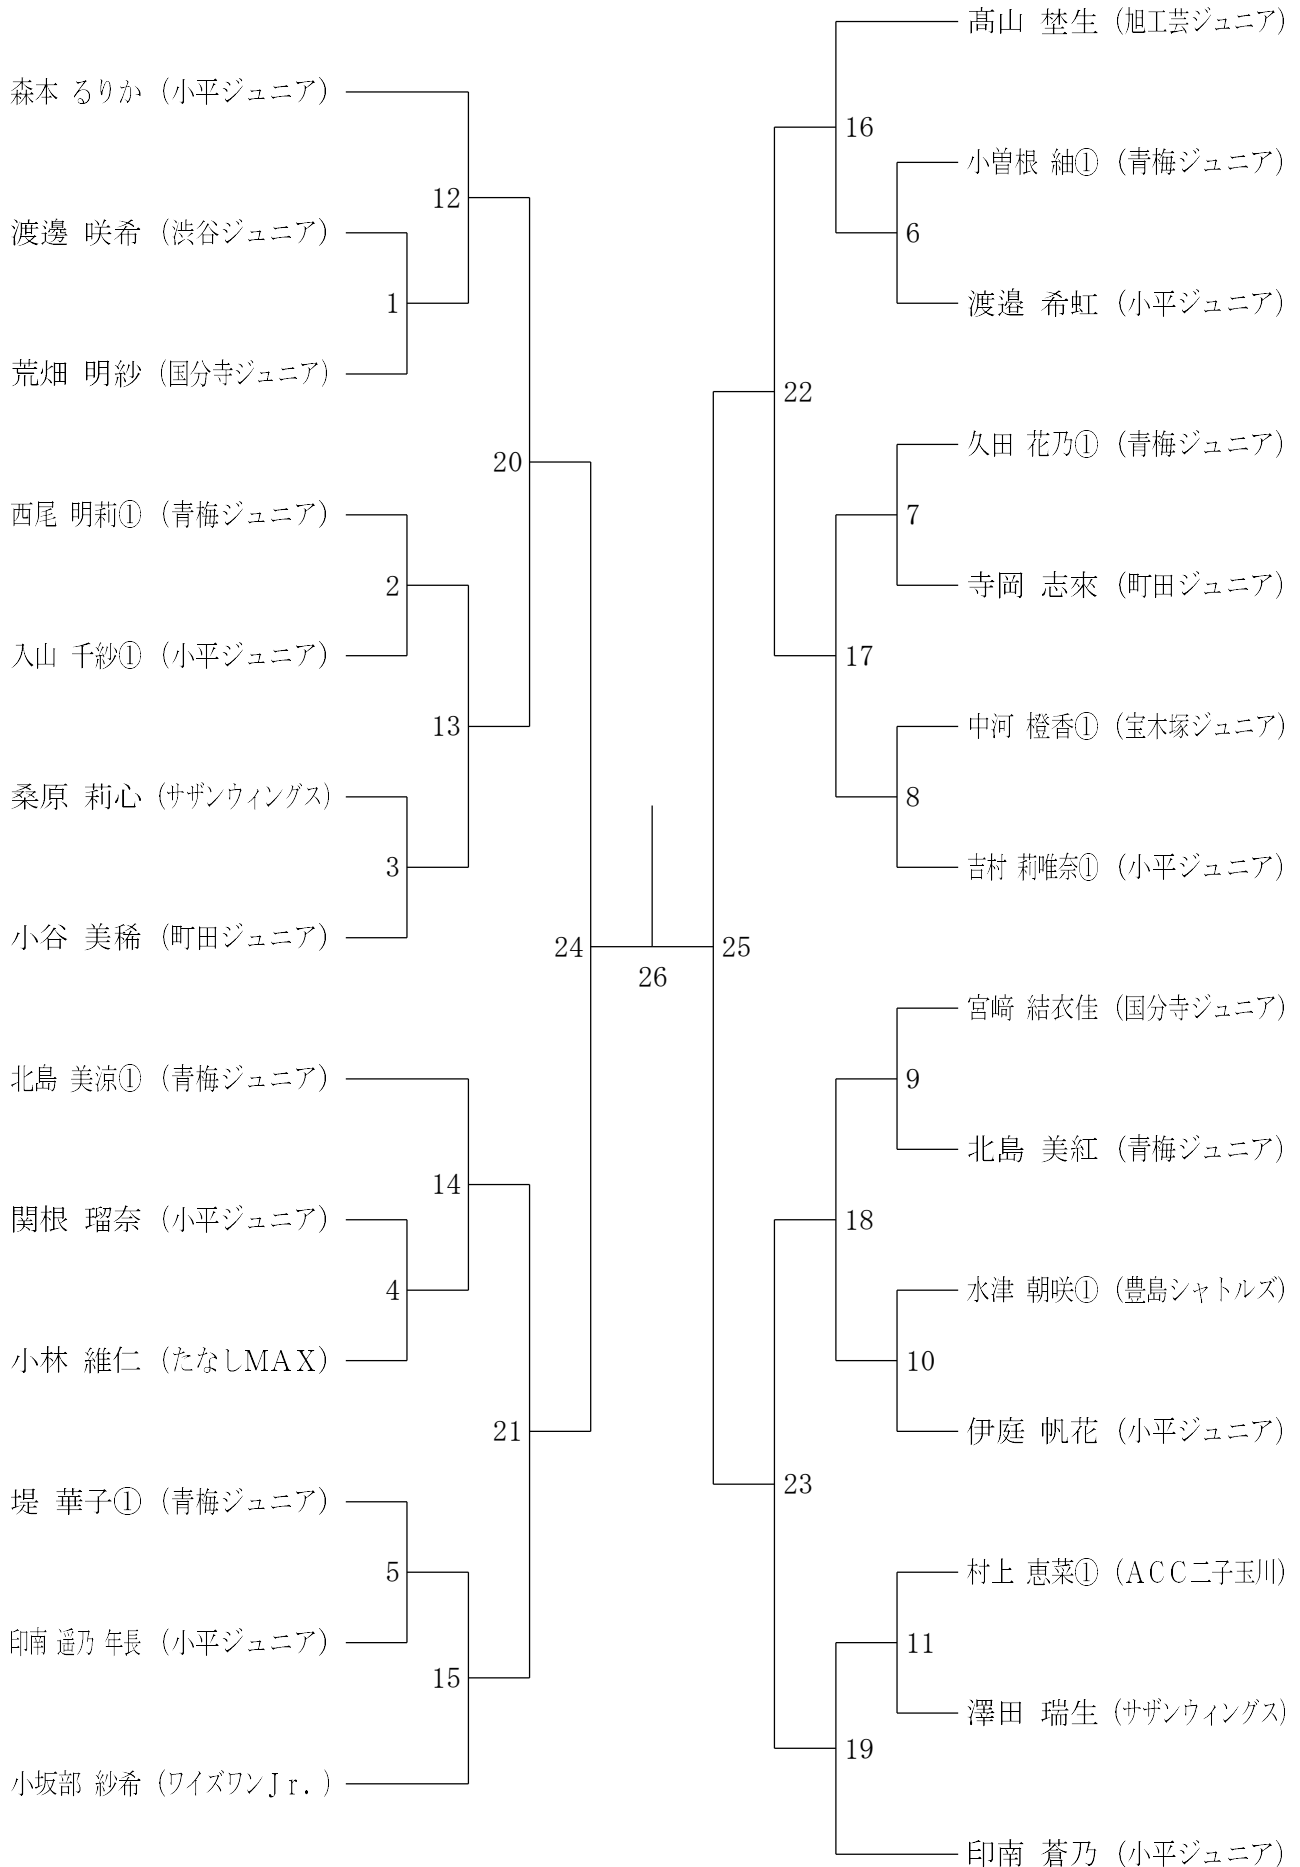 森本 るりか (小平ジュニア)
12
渡邊 咲希 (渋谷ジュニア)
1
荒畑 明紗 (国分寺ジュニア)
20
西尾 明莉① (青梅ジュニア)
2
入山 千紗① (小平ジュニア)
13
桑原 莉心 (サザンウィングス)
3
小谷 美稀 (町田ジュニア)
24
北島 美涼① (青梅ジュニア)
14
関根 瑠奈 (小平ジュニア)
4
小林 維仁 (たなしMAX)
21
堤 華子① (青梅ジュニア)
5
印南 遥乃 年長 (小平ジュニア)
15
小坂部 紗希 (ワイズワンJr.)
26
髙山 埜生 (旭工芸ジュニア)
16
小曽根 紬① (青梅ジュニア)
6
渡邉 希虹 (小平ジュニア)
22
久田 花乃① (青梅ジュニア)
7
寺岡 志來 (町田ジュニア)
17
中河 橙香① (宝木塚ジュニア)
8
吉村 莉唯奈① (小平ジュニア)
25
宮﨑 結衣佳 (国分寺ジュニア)
9
北島 美紅 (青梅ジュニア)
18
水津 朝咲① (豊島シャトルズ)
10
伊庭 帆花 (小平ジュニア)
23
村上 恵菜① (ACC二子玉川)
11
澤田 瑞生 (サザンウィングス)
19
印南 蒼乃 (小平ジュニア)